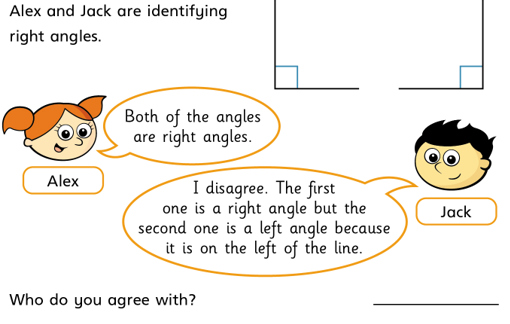 Alex and Jack are identifying
right angles.
Both of the angles
are right angles.
Alex
I disagree. The first
one is a right angle but the
second one is a left angle because
it is on the left of the line.
Jack
Who do you agree with?